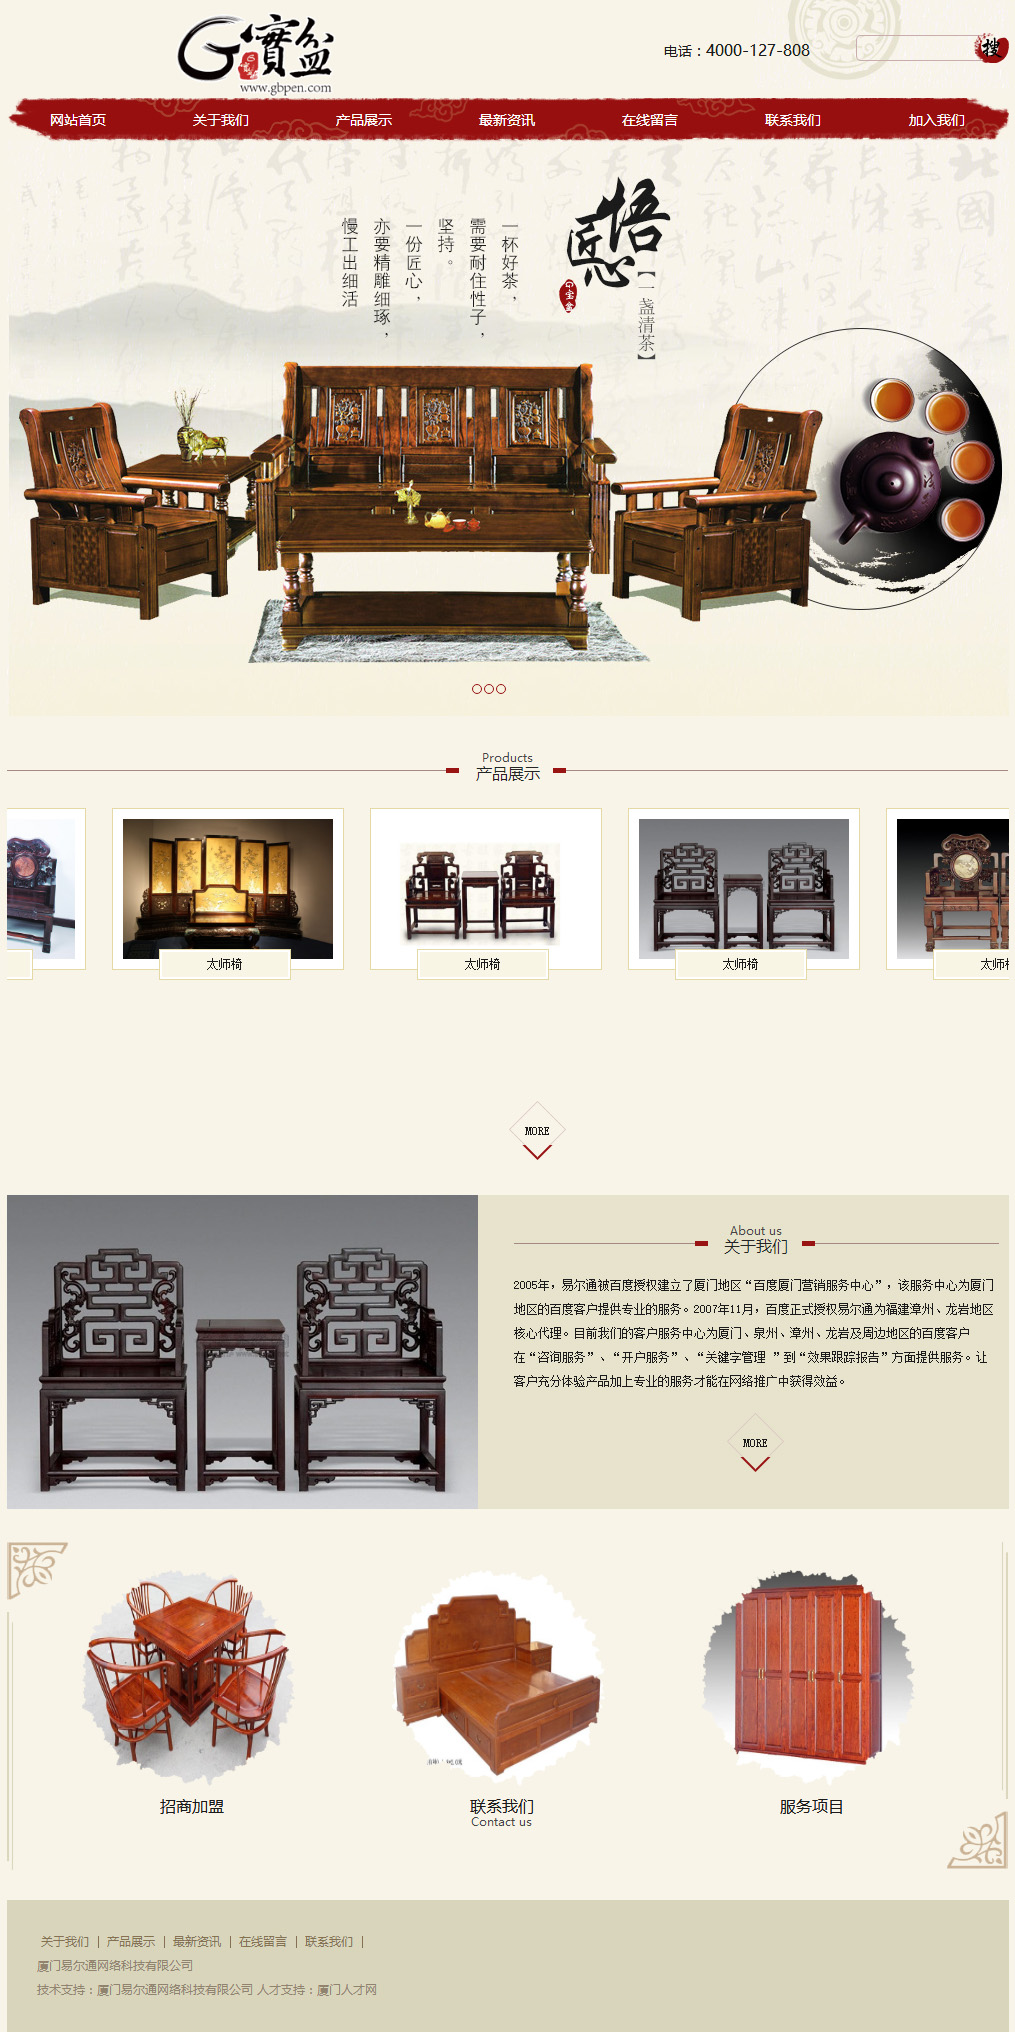 G寶盆
www.gbpen.com
电话：4000-127-808
搜
网站首页 关于我们 产品展示 最新资讯 在线留言 联系我们 加入我们
匠心悟
【一盏清茶】
一杯好茶，
需要耐住性子，
坚持。
一份匠心，
亦要精雕细琢，
慢工出细活
Products
产品展示
太师椅 太师椅 太师椅 太师椅
MORE
About us
关于我们
2005年，易尔通被百度授权建立了厦门地区“百度厦门营销服务中心”，该服务中心为厦门
地区的百度客户提供专业的服务。2007年11月，百度正式授权易尔通为福建漳州、龙岩地区
核心代理。目前我们的客户服务中心为厦门、泉州、漳州、龙岩及周边地区的百度客户
在“咨询服务”、“开户服务”、“关键字管理 ”到“效果跟踪报告”方面提供服务。让
客户充分体验产品加上专业的服务才能在网络推广中获得效益。
MORE
招商加盟
联系我们
Contact us
服务项目
关于我们 | 产品展示 | 最新资讯 | 在线留言 | 联系我们 |
厦门易尔通网络科技有限公司
技术支持：厦门易尔通网络科技有限公司 人才支持：厦门人才网